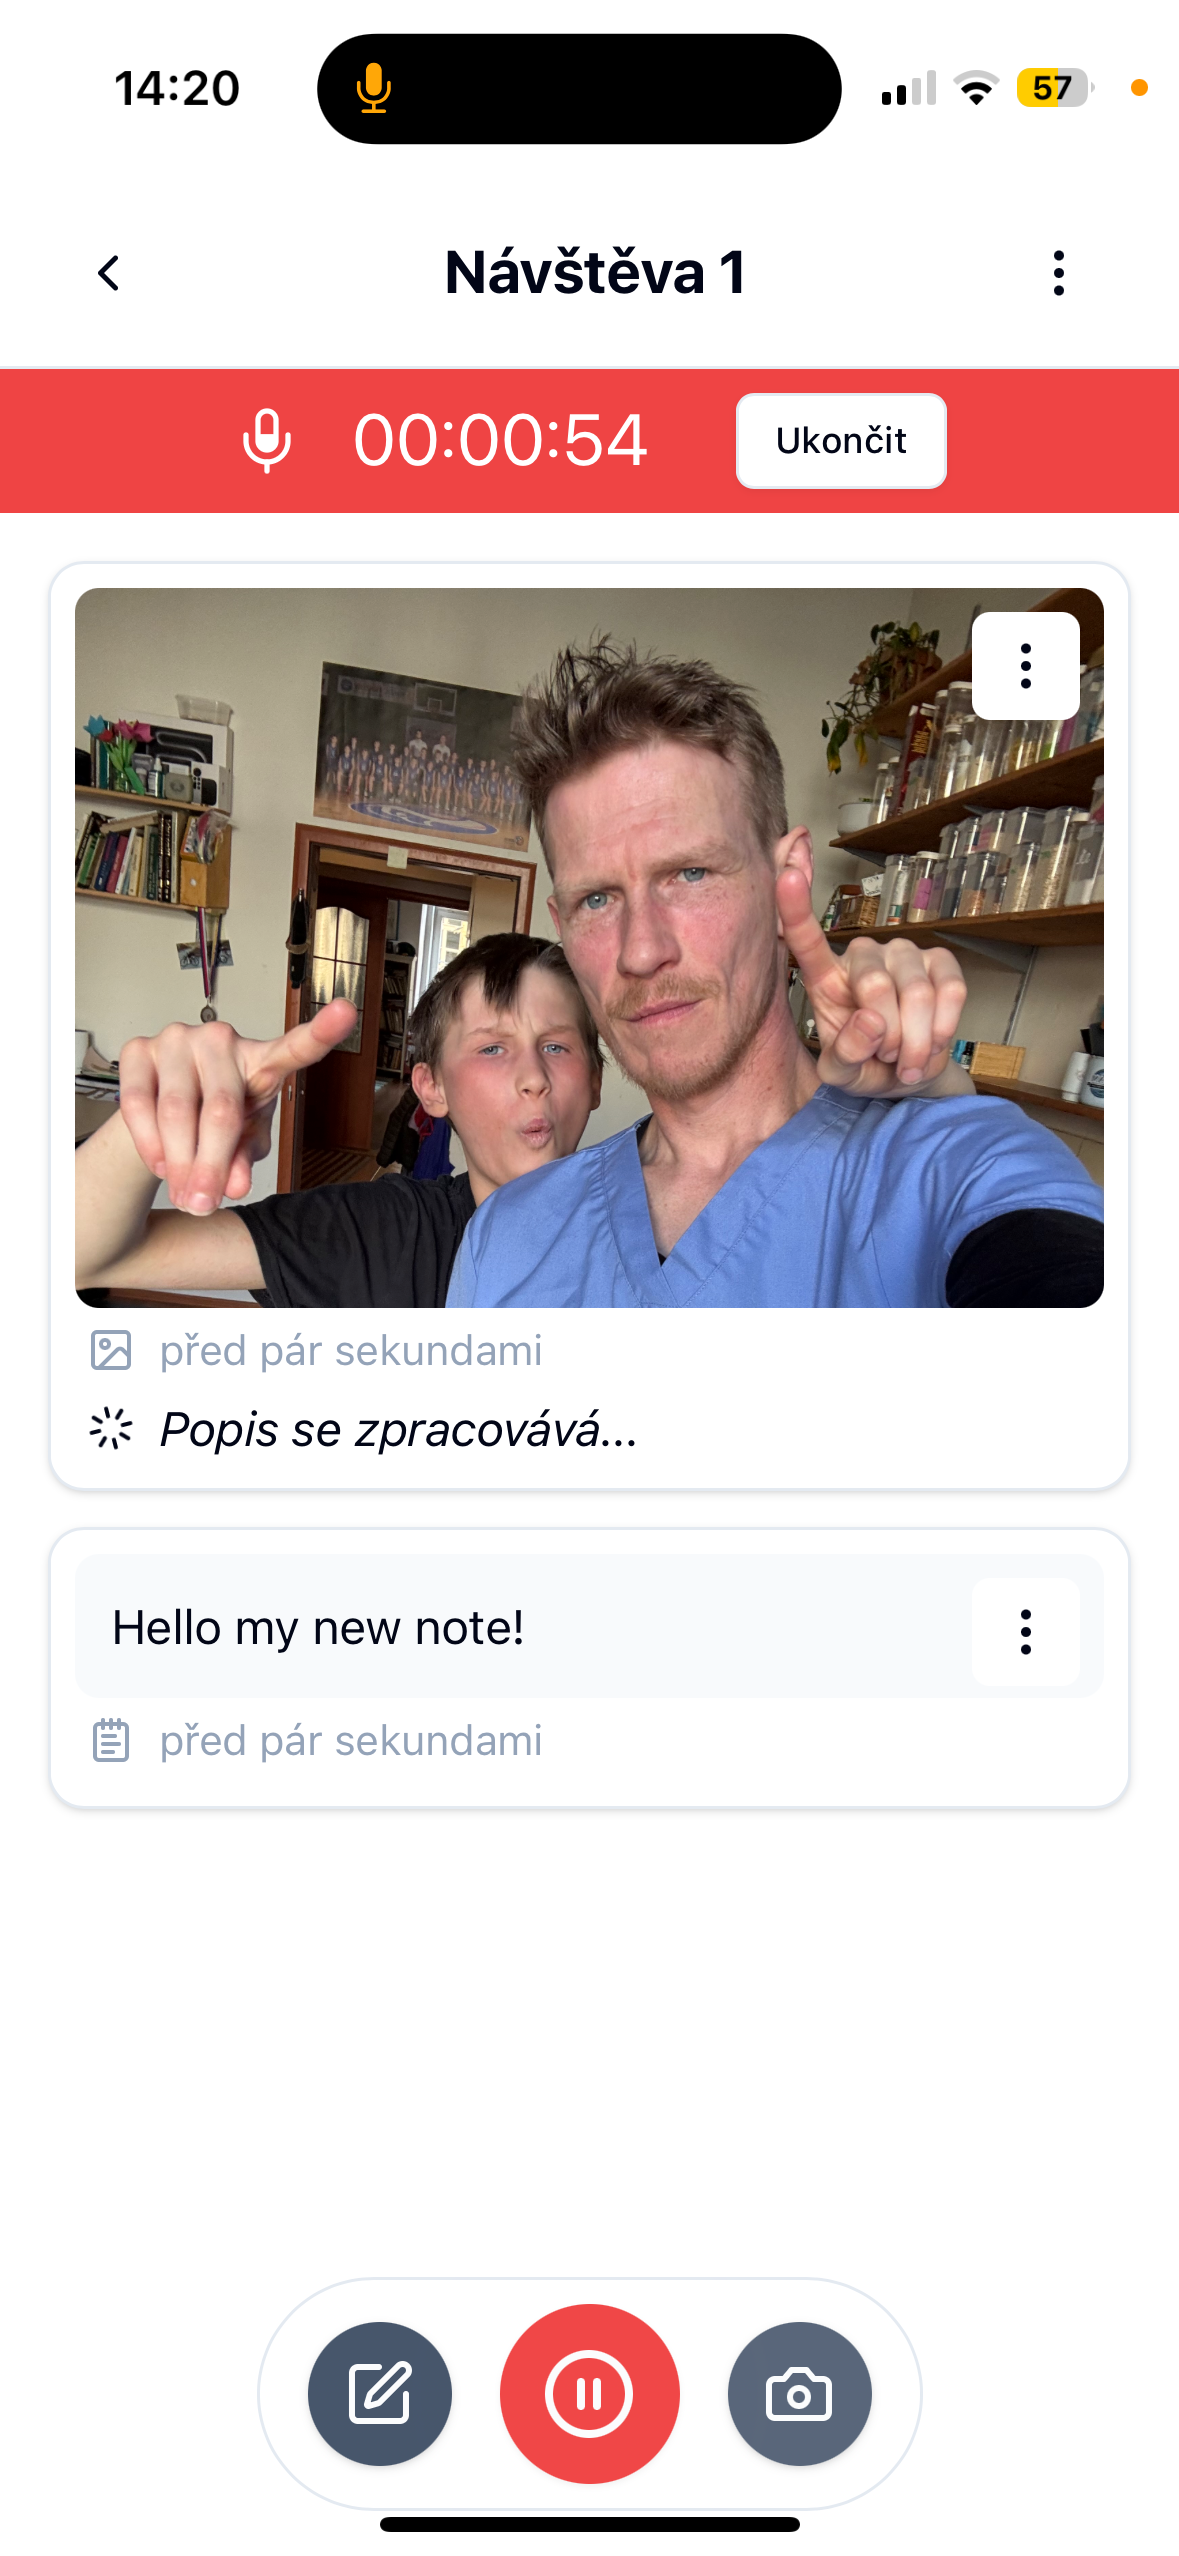 14:20
57
Návštěva 1
00:00:54
Ukončit
před pár sekundami
Popis se zpracovává...
Hello my new note!
před pár sekundami